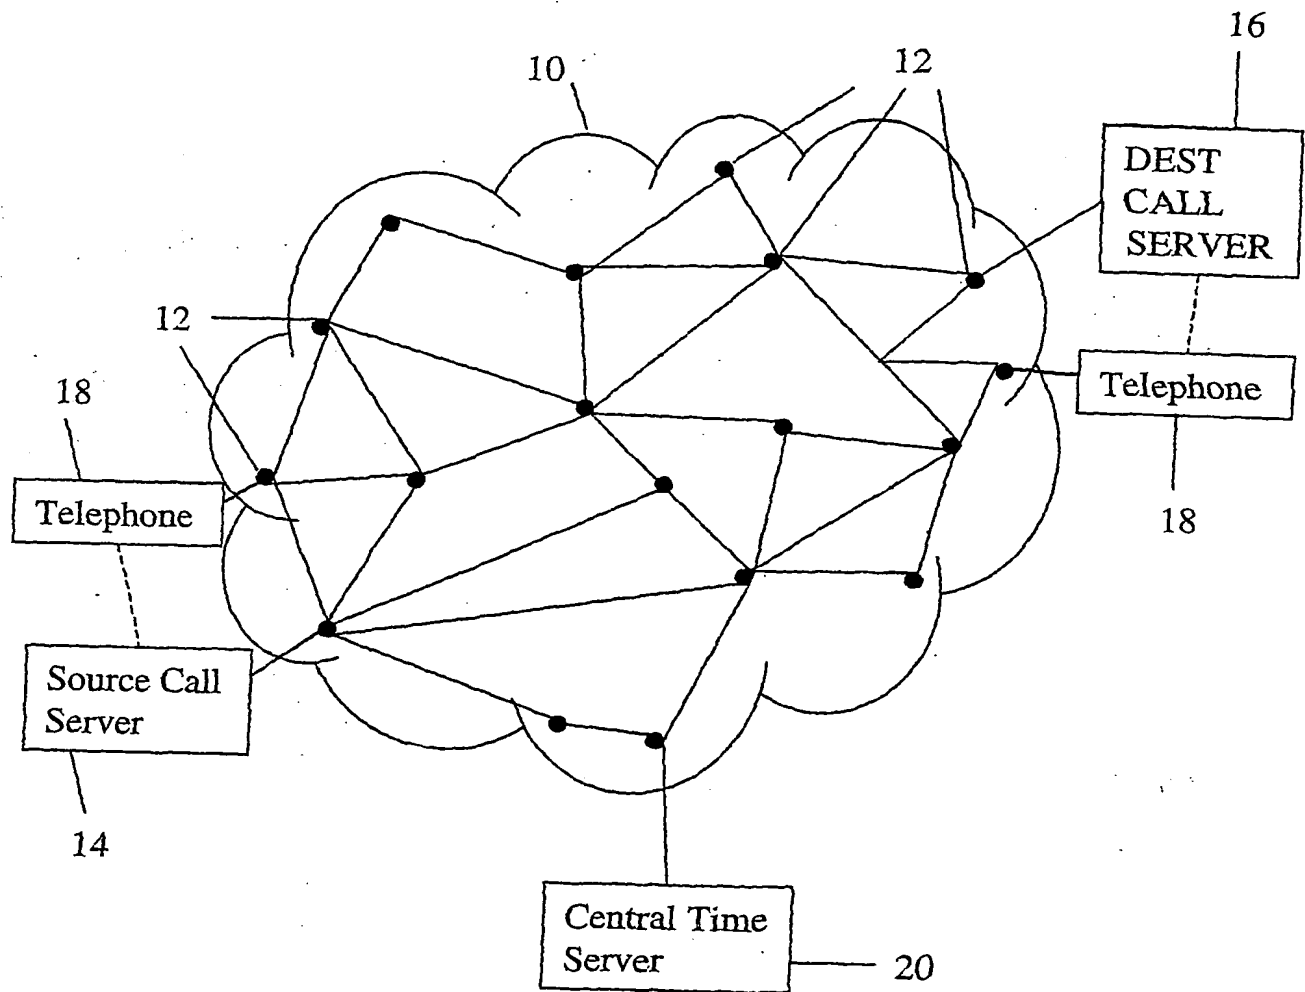 16
10
12
DEST
CALL
SERVER
12
18
Telephone
Telephone
18
Source Call
Server
14
Central Time
Server
20